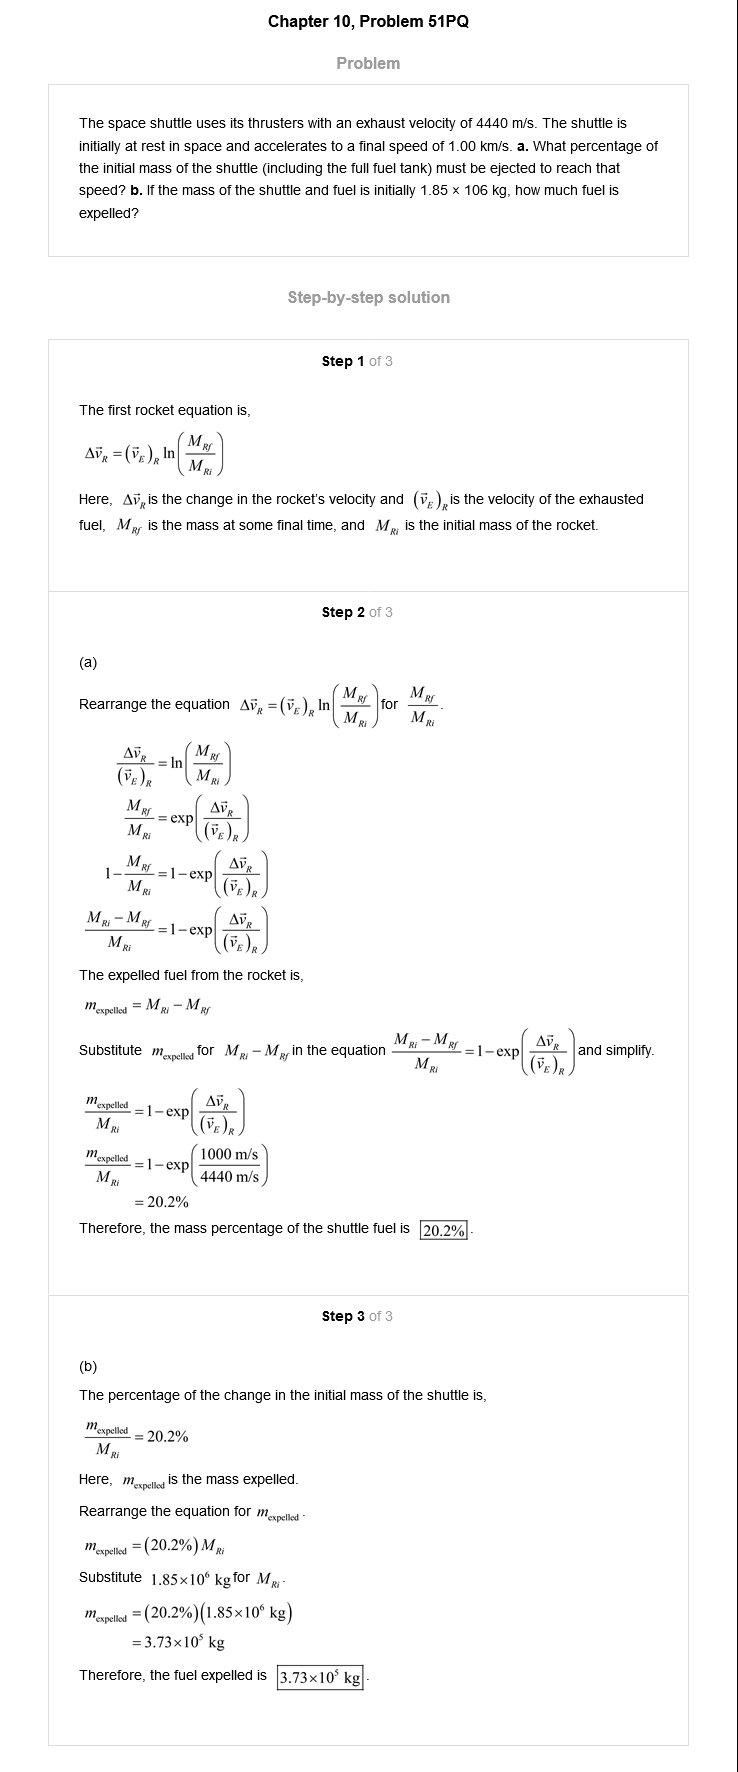 Chapter 10, Problem 51PQ
Problem
The space shuttle uses its thrusters with an exhaust velocity of 4440 m/s. The shuttle is
initially at rest in space and accelerates to a final speed of 1.00 km/s. a. What percentage of
the initial mass of the shuttle (including the full fuel tank) must be ejected to reach that
speed? b. If the mass of the shuttle and fuel is initially 1.85 × 106 kg, how much fuel is
expelled?
Step-by-step solution
Step 1 of 3
The first rocket equation is,
$\Delta\vec{v}_R = (\vec{v}_E)_R \ln\left(\frac{M_{Rf}}{M_{Ri}}\right)$
Here, $\Delta\vec{v}_R$ is the change in the rocket's velocity and $(\vec{v}_E)_R$ is the velocity of the exhausted
fuel, $M_{Rf}$ is the mass at some final time, and $M_{Ri}$ is the initial mass of the rocket.
Step 2 of 3
(a)
Rearrange the equation $\Delta\vec{v}_R = (\vec{v}_E)_R \ln\left(\frac{M_{Rf}}{M_{Ri}}\right)$ for $\frac{M_{Rf}}{M_{Ri}}$.
$\frac{\Delta\vec{v}_R}{(\vec{v}_E)_R} = \ln\left(\frac{M_{Rf}}{M_{Ri}}\right)$
$\frac{M_{Rf}}{M_{Ri}} = \exp\left(\frac{\Delta\vec{v}_R}{(\vec{v}_E)_R}\right)$
$1 - \frac{M_{Rf}}{M_{Ri}} = 1 - \exp\left(\frac{\Delta\vec{v}_R}{(\vec{v}_E)_R}\right)$
$\frac{M_{Ri} - M_{Rf}}{M_{Ri}} = 1 - \exp\left(\frac{\Delta\vec{v}_R}{(\vec{v}_E)_R}\right)$
The expelled fuel from the rocket is,
$m_{\text{expelled}} = M_{Ri} - M_{Rf}$
Substitute $m_{\text{expelled}}$ for $M_{Ri} - M_{Rf}$ in the equation $\frac{M_{Ri} - M_{Rf}}{M_{Ri}} = 1 - \exp\left(\frac{\Delta\vec{v}_R}{(\vec{v}_E)_R}\right)$ and simplify.
$\frac{m_{\text{expelled}}}{M_{Ri}} = 1 - \exp\left(\frac{\Delta\vec{v}_R}{(\vec{v}_E)_R}\right)$
$\frac{m_{\text{expelled}}}{M_{Ri}} = 1 - \exp\left(\frac{1000 \text{ m/s}}{4440 \text{ m/s}}\right)$
= 20.2%
Therefore, the mass percentage of the shuttle fuel is 20.2%.
Step 3 of 3
(b)
The percentage of the change in the initial mass of the shuttle is,
$\frac{m_{\text{expelled}}}{M_{Ri}} = 20.2\%$
Here, $m_{\text{expelled}}$ is the mass expelled.
Rearrange the equation for $m_{\text{expelled}}$.
$m_{\text{expelled}} = (20.2\%) M_{Ri}$
Substitute $1.85 \times 10^6$ kg for $M_{Ri}$.
$m_{\text{expelled}} = (20.2\%)(1.85 \times 10^6 \text{ kg})$
$= 3.73 \times 10^5$ kg
Therefore, the fuel expelled is $3.73 \times 10^5$ kg.